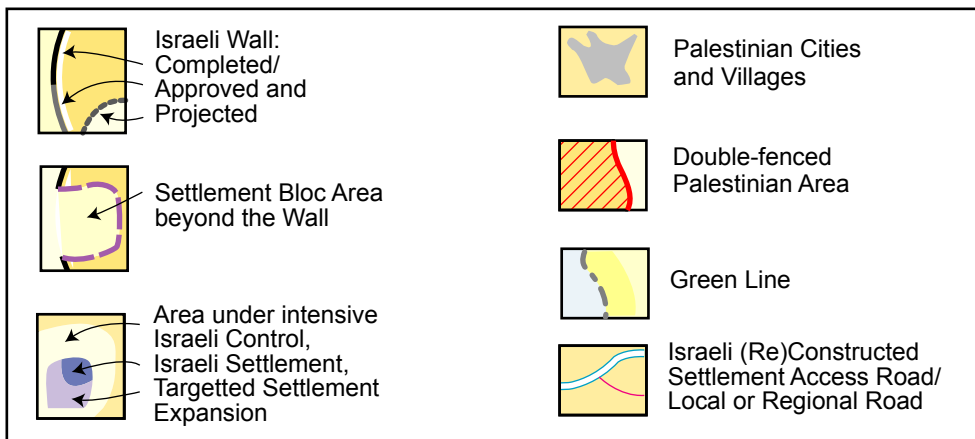 Israeli Wall:
Completed/
Approved and
Projected
Settlement Bloc Area
beyond the Wall
Area under intensive
Israeli Control,
Israeli Settlement,
Targetted Settlement
Expansion
Palestinian Cities
and Villages
Double-fenced
Palestinian Area
Green Line
Israeli (Re)Constructed
Settlement Access Road/
Local or Regional Road